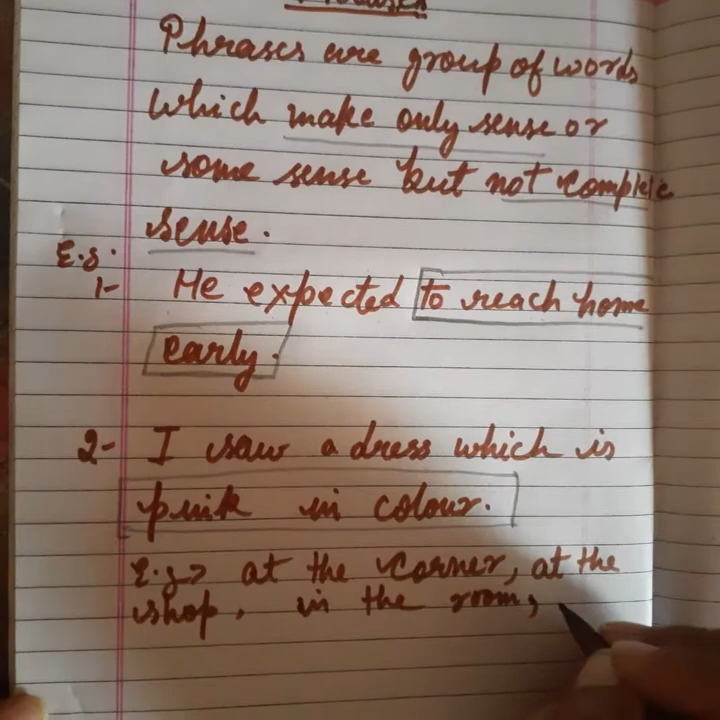 Phrases are group of words
which make only sense or
some sense but not complete
sense.
E.g:
1- He expected to reach home
early.
2- I saw a dress which is
pink in colour.
E.g> at the corner, at the
shop, in the room,